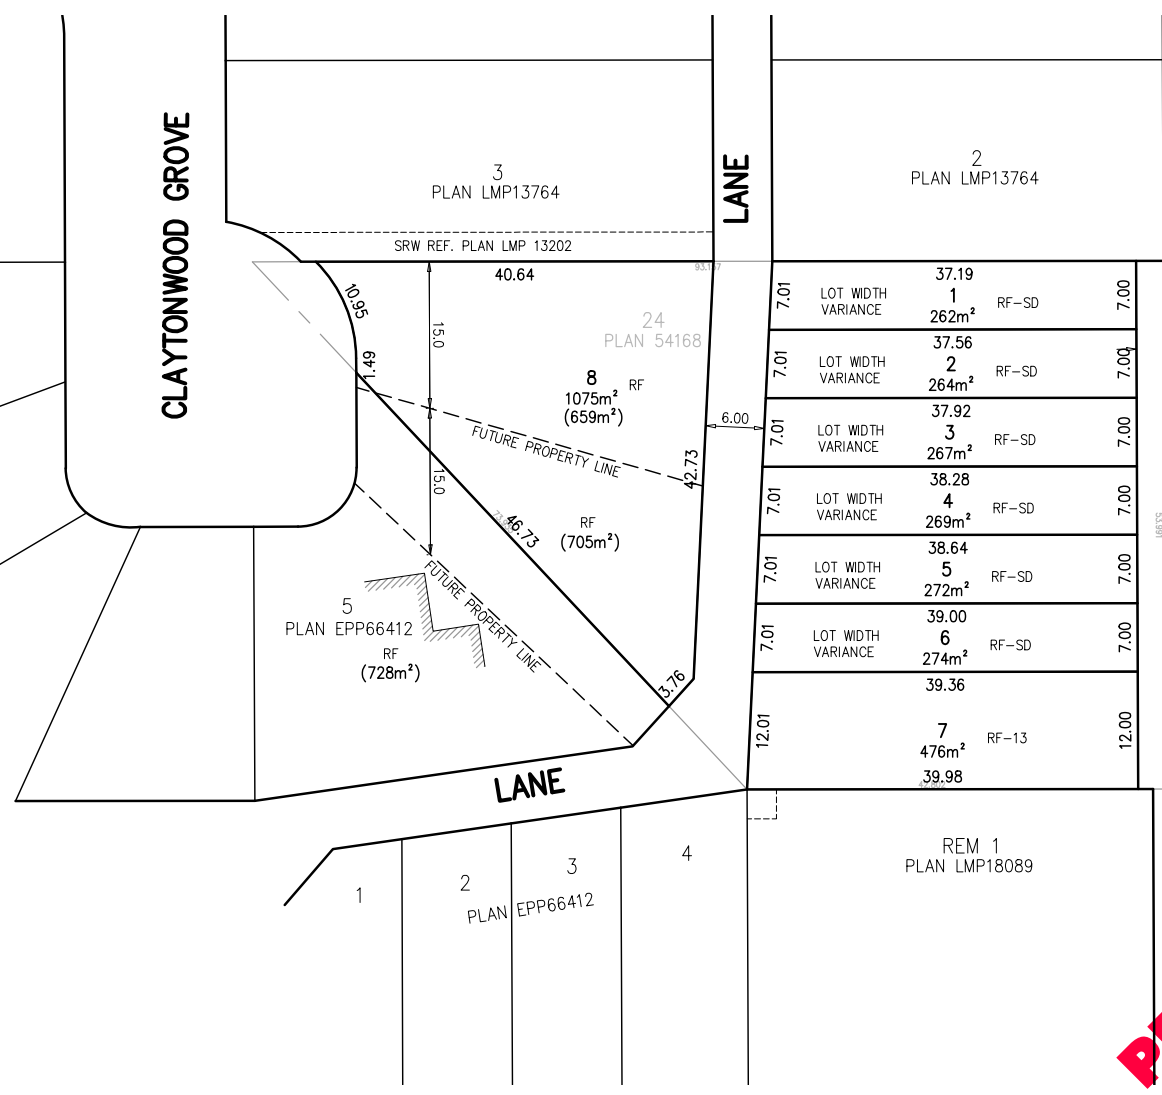 CLAYTONWOOD GROVE
3
PLAN LMP13764
SRW REF. PLAN LMP 13202
LANE
2
PLAN LMP13764
93.197
40.64
10.95
1.49
15.0
15.0
24
PLAN 54168
8 RF
1075m²
(659m²)
FUTURE PROPERTY LINE
42.73
6.00
46.73
RF
(705m²)
FUTURE PROPERTY LINE
3.76
5
PLAN EPP66412
RF
(728m²)
37.19
7.01
LOT WIDTH
VARIANCE
1
262m²
RF-SD
7.00
37.56
7.01
LOT WIDTH
VARIANCE
2
264m²
RF-SD
7.00
37.92
7.01
LOT WIDTH
VARIANCE
3
267m²
RF-SD
7.00
38.28
7.01
LOT WIDTH
VARIANCE
4
269m²
RF-SD
7.00
38.64
7.01
LOT WIDTH
VARIANCE
5
272m²
RF-SD
7.00
39.00
7.01
LOT WIDTH
VARIANCE
6
274m²
RF-SD
7.00
39.36
12.01
7
476m²
RF-13
12.00
39.98
42.802
53.991
LANE
1
2
3
4
PLAN EPP66412
REM 1
PLAN LMP18089